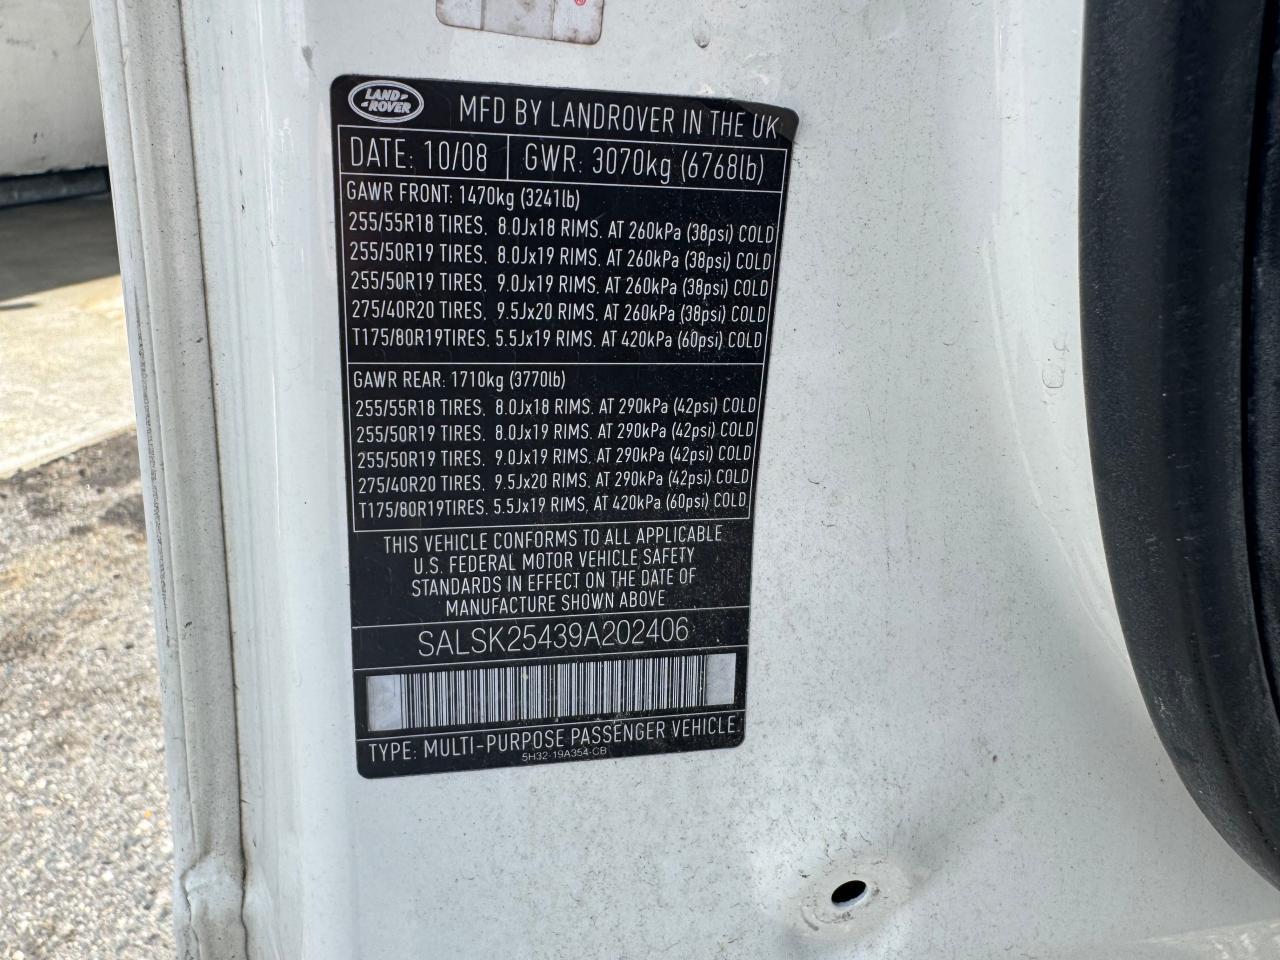 LAND ROVER
MFD BY LANDROVER IN THE UK
DATE: 10/08 GWR: 3070kg (6768lb)
GAWR FRONT: 1470kg (3241lb)
255/55R18 TIRES. 8.0Jx18 RIMS. AT 260kPa (38psi) COLD
255/50R19 TIRES. 8.0Jx19 RIMS. AT 260kPa (38psi) COLD
255/50R19 TIRES. 9.0Jx19 RIMS. AT 260kPa (38psi) COLD
275/40R20 TIRES. 9.5Jx20 RIMS. AT 260kPa (38psi) COLD
T175/80R19TIRES. 5.5Jx19 RIMS. AT 420kPa (60psi) COLD
GAWR REAR: 1710kg (3770lb)
255/55R18 TIRES. 8.0Jx18 RIMS. AT 290kPa (42psi) COLD
255/50R19 TIRES. 8.0Jx19 RIMS. AT 290kPa (42psi) COLD
255/50R19 TIRES. 9.0Jx19 RIMS. AT 290kPa (42psi) COLD
275/40R20 TIRES. 9.5Jx20 RIMS. AT 290kPa (42psi) COLD
T175/80R19TIRES. 5.5Jx19 RIMS. AT 420kPa (60psi) COLD
THIS VEHICLE CONFORMS TO ALL APPLICABLE
U.S. FEDERAL MOTOR VEHICLE SAFETY
STANDARDS IN EFFECT ON THE DATE OF
MANUFACTURE SHOWN ABOVE
SALSK25439A202406
TYPE: MULTI-PURPOSE PASSENGER VEHICLE
5H32-19A354-CB